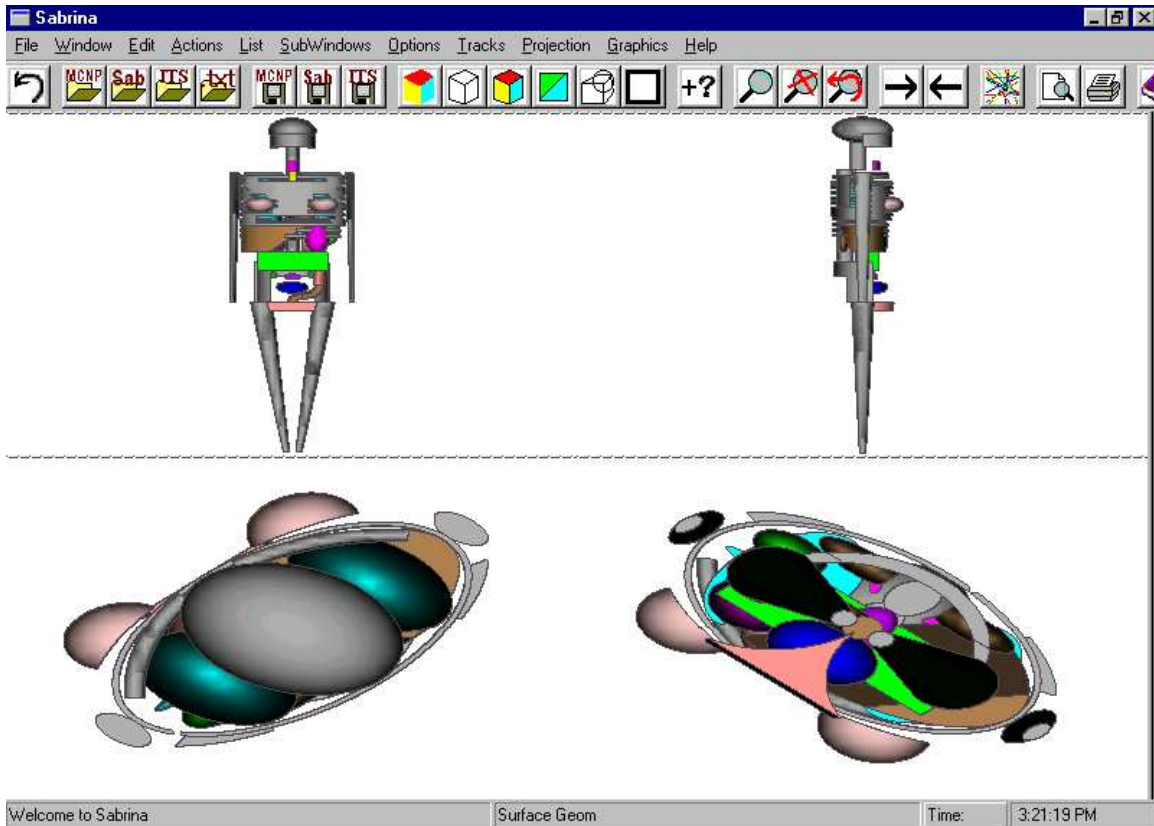 Sabrina
File Window Edit Actions List SubWindows Options Tracks Projection Graphics Help
MCNP Sab ITS .txt MCNP Sab ITS +?
Welcome to Sabrina Surface Geom Time: 3:21:19 PM